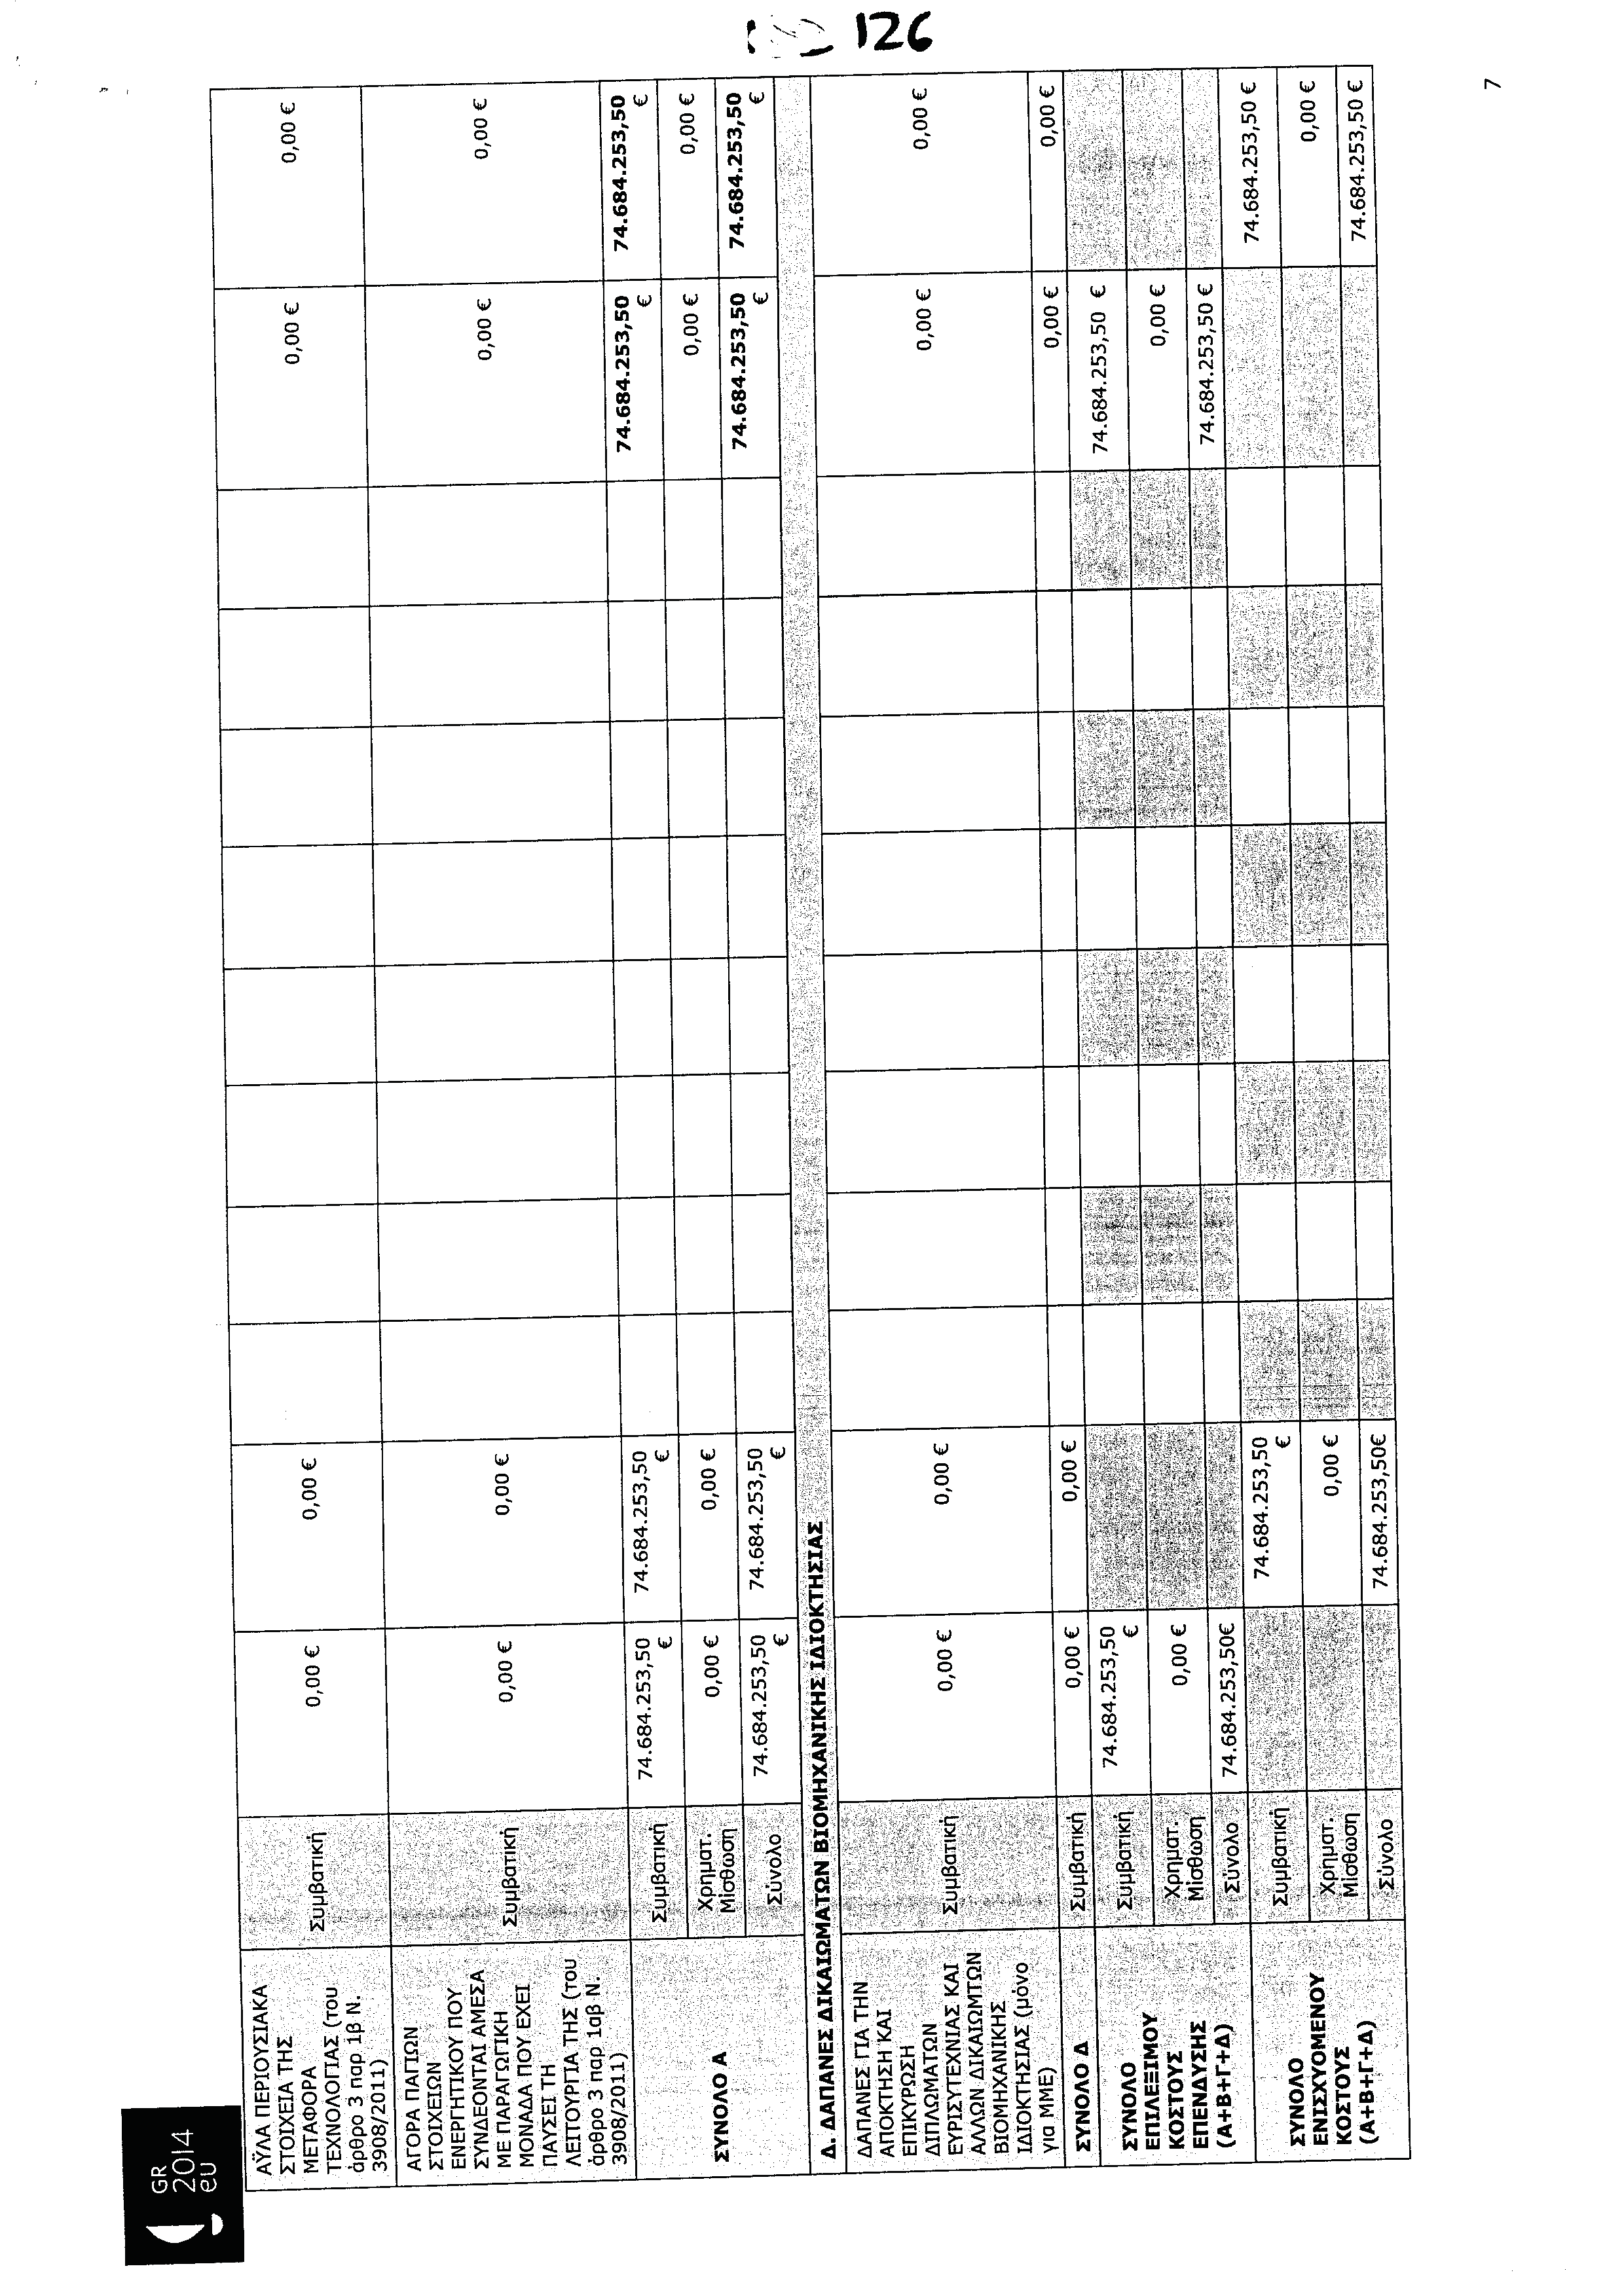 126
GR
2014
eu
ΑΫΛΑ ΠΕΡΙΟΥΣΙΑΚΑ
ΣΤΟΙΧΕΙΑ ΤΗΣ
ΜΕΤΑΦΟΡΑ
ΤΕΧΝΟΛΟΓΙΑΣ (του
άρθρο 3 παρ 1β Ν.
3908/2011)
Συμβατική
0,00 €
0,00 €
0,00 €
0,00 €
ΑΓΟΡΑ ΠΑΓΙΩΝ
ΣΤΟΙΧΕΙΩΝ
ΕΝΕΡΓΗΤΙΚΟΥ ΠΟΥ
ΣΥΝΔΕΟΝΤΑΙ ΑΜΕΣΑ
ΜΕ ΠΑΡΑΓΩΓΙΚΗ
ΜΟΝΑΔΑ ΠΟΥ ΕΧΕΙ
ΠΑΥΣΕΙ ΤΗ
ΛΕΙΤΟΥΡΓΙΑ ΤΗΣ (του
άρθρο 3 παρ 1αβ Ν.
3908/2011)
Συμβατική
0,00 €
0,00 €
0,00 €
0,00 €
ΣΥΝΟΛΟ Α
Συμβατική
74.684.253,50
€
74.684.253,50
€
74.684.253,50
€
74.684.253,50
€
Χρηματ.
Μίσθωση
0,00 €
0,00 €
0,00 €
0,00 €
Σύνολο
74.684.253,50
€
74.684.253,50
€
74.684.253,50
€
74.684.253,50
€
Δ. ΔΑΠΑΝΕΣ ΔΙΚΑΙΩΜΑΤΩΝ ΒΙΟΜΗΧΑΝΙΚΗΣ ΙΔΙΟΚΤΗΣΙΑΣ
ΔΑΠΑΝΕΣ ΓΙΑ ΤΗΝ
ΑΠΟΚΤΗΣΗ ΚΑΙ
ΕΠΙΚΥΡΩΣΗ
ΔΙΠΛΩΜΑΤΩΝ
ΕΥΡΙΣΥΤΕΧΝΙΑΣ ΚΑΙ
ΑΛΛΩΝ ΔΙΚΑΙΩΜΤΩΝ
ΒΙΟΜΗΧΑΝΙΚΗΣ
ΙΔΙΟΚΤΗΣΙΑΣ (μόνο
για ΜΜΕ)
Συμβατική
0,00 €
0,00 €
0,00 €
0,00 €
ΣΥΝΟΛΟ Δ
Συμβατική
0,00 €
0,00 €
0,00 €
0,00 €
ΣΥΝΟΛΟ
ΕΠΙΛΕΞΙΜΟΥ
ΚΟΣΤΟΥΣ
ΕΠΕΝΔΥΣΗΣ
(Α+Β+Γ+Δ)
Συμβατική
74.684.253,50
€
74.684.253,50 €
Χρηματ.
Μίσθωση
0,00 €
0,00 €
Σύνολο
74.684.253,50€
74.684.253,50 €
ΣΥΝΟΛΟ
ΕΝΙΣΧΥΟΜΕΝΟΥ
ΚΟΣΤΟΥΣ
(Α+Β+Γ+Δ)
Συμβατική
74.684.253,50
€
74.684.253,50 €
Χρηματ.
Μίσθωση
0,00 €
0,00 €
Σύνολο
74.684.253,50€
74.684.253,50 €
7